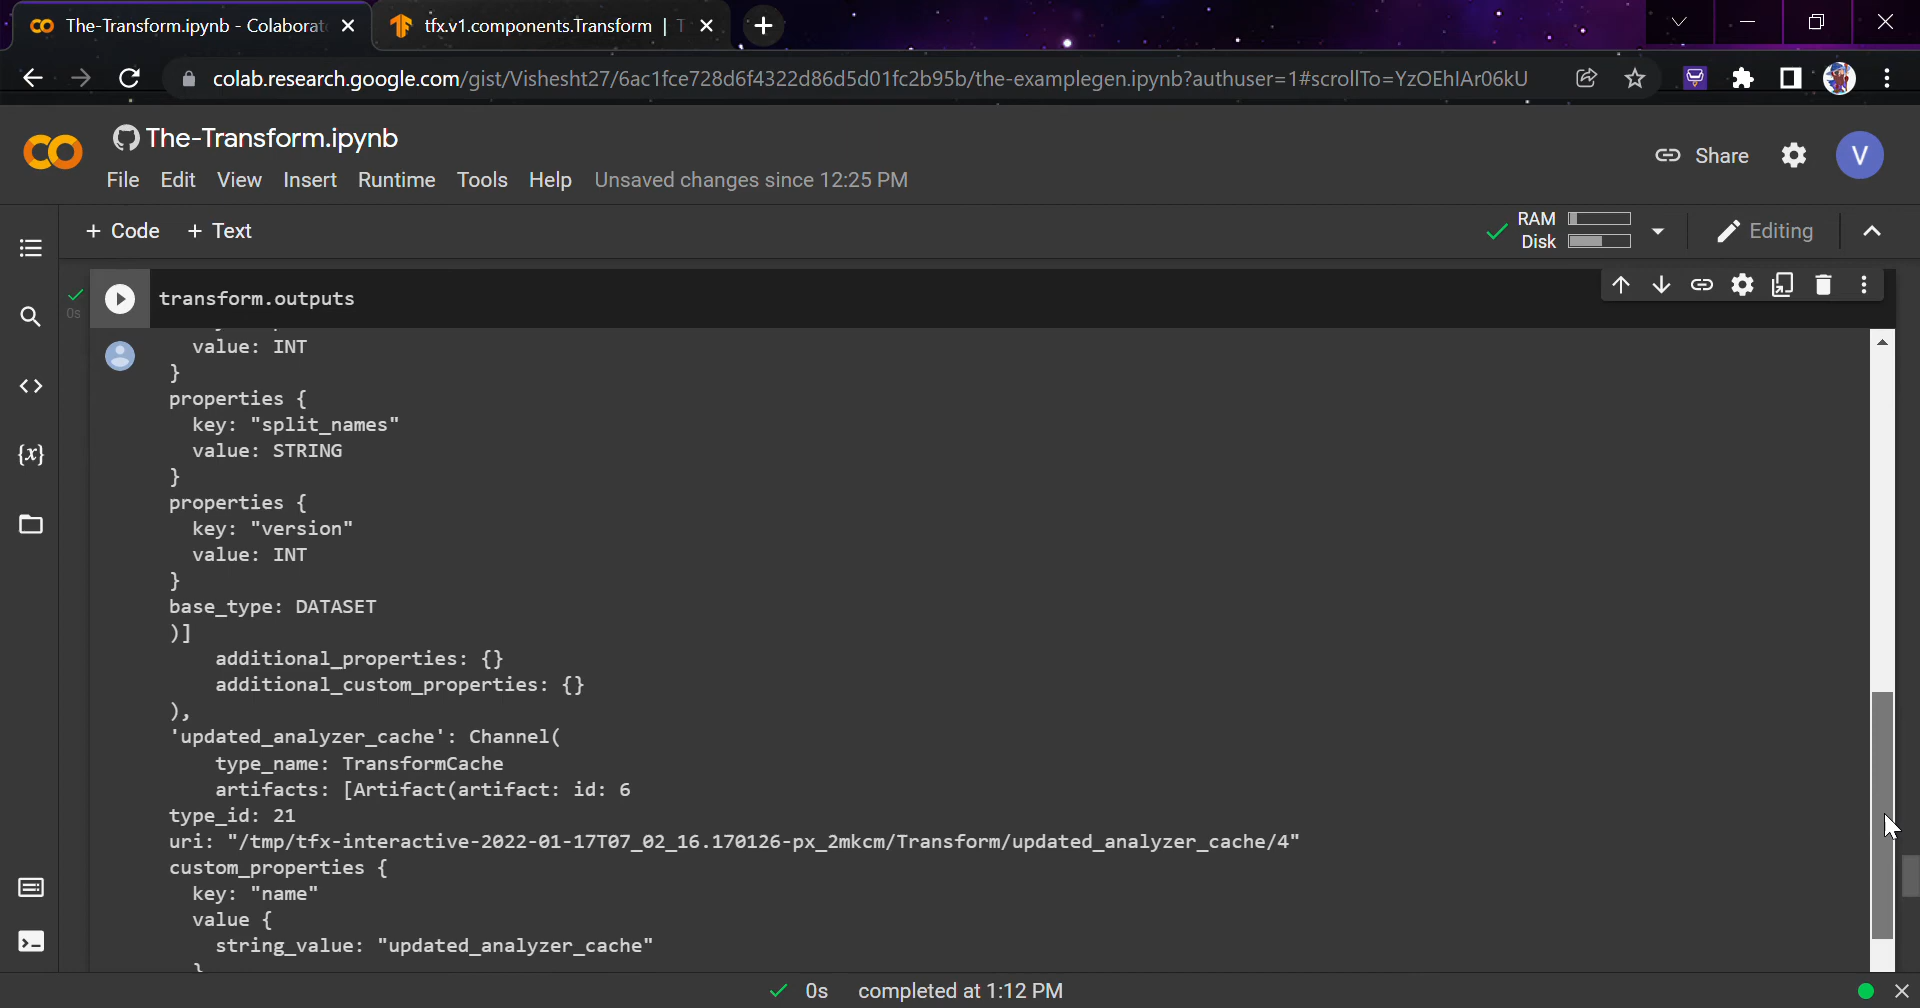 The-Transform.ipynb - Colaborat
tfx.v1.components.Transform | T
colab.research.google.com/gist/Vishesht27/6ac1fce728d6f4322d86d5d01fc2b95b/the-examplegen.ipynb?authuser=1#scrollTo=YzOEhIAr06kU
The-Transform.ipynb
File Edit View Insert Runtime Tools Help Unsaved changes since 12:25 PM
Share
V
+ Code + Text
RAM
Disk
Editing
0s
transform.outputs
value: INT
}
properties {
key: "split_names"
value: STRING
}
properties {
key: "version"
value: INT
}
base_type: DATASET
)]
additional_properties: {}
additional_custom_properties: {}
),
'updated_analyzer_cache': Channel(
type_name: TransformCache
artifacts: [Artifact(artifact: id: 6
type_id: 21
uri: "/tmp/tfx-interactive-2022-01-17T07_02_16.170126-px_2mkcm/Transform/updated_analyzer_cache/4"
custom_properties {
key: "name"
value {
string_value: "updated_analyzer_cache"
}
0s completed at 1:12 PM